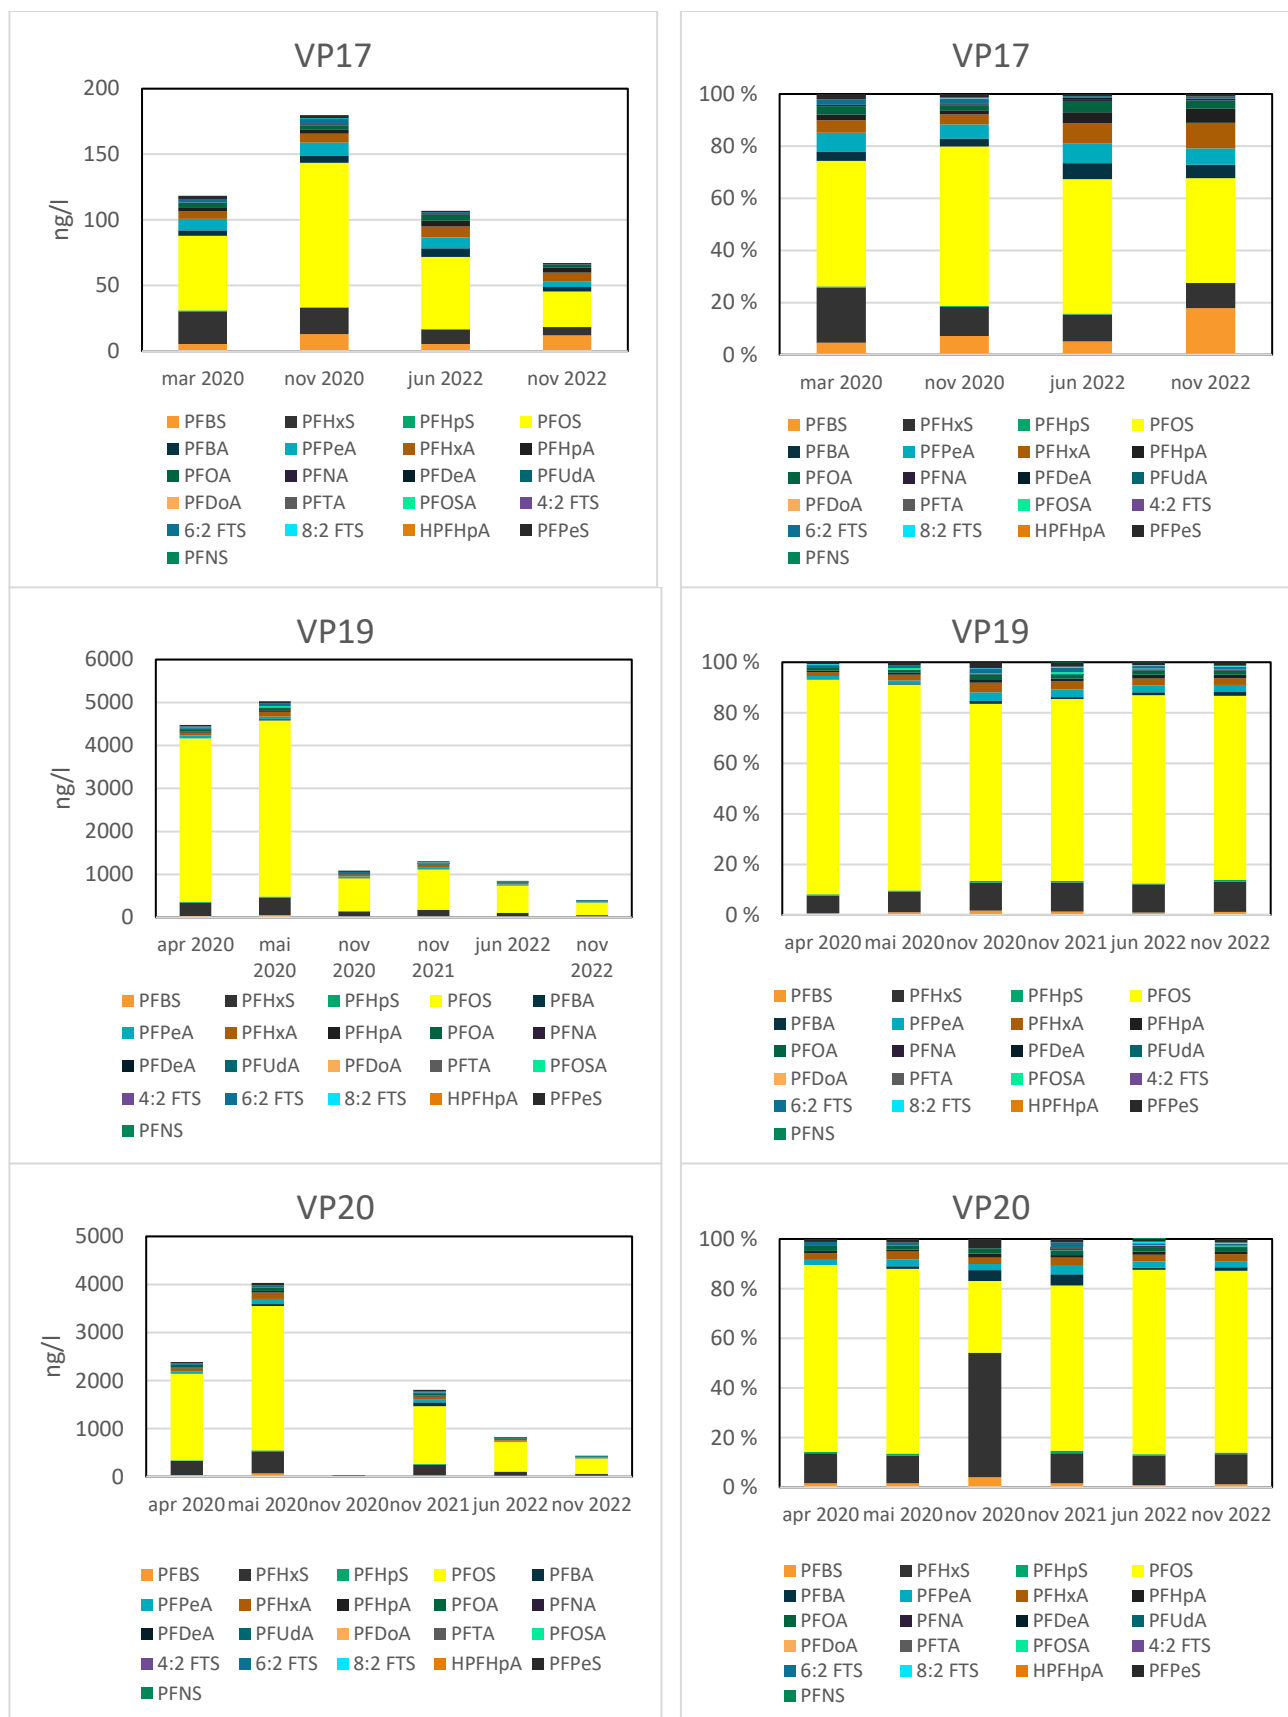 VP17
200
150
100
50
0
ng/l
mar 2020 nov 2020 jun 2022 nov 2022
PFBS PFHxS PFHpS PFOS
PFBA PFPeA PFHxA PFHpA
PFOA PFNA PFDeA PFUdA
PFDoA PFTA PFOSA 4:2 FTS
6:2 FTS 8:2 FTS HPFHpA PFPeS
PFNS
VP17
100 %
80 %
60 %
40 %
20 %
0 %
mar 2020 nov 2020 jun 2022 nov 2022
PFBS PFHxS PFHpS PFOS
PFBA PFPeA PFHxA PFHpA
PFOA PFNA PFDeA PFUdA
PFDoA PFTA PFOSA 4:2 FTS
6:2 FTS 8:2 FTS HPFHpA PFPeS
PFNS
VP19
6000
5000
4000
3000
2000
1000
0
ng/l
apr 2020 mai nov nov jun 2022 nov
2020 2020 2021 2022
PFBS PFHxS PFHpS PFOS PFBA
PFPeA PFHxA PFHpA PFOA PFNA
PFDeA PFUdA PFDoA PFTA PFOSA
4:2 FTS 6:2 FTS 8:2 FTS HPFHpA PFPeS
PFNS
VP19
100 %
80 %
60 %
40 %
20 %
0 %
apr 2020 mai 2020 nov 2020 nov 2021 jun 2022 nov 2022
PFBS PFHxS PFHpS PFOS
PFBA PFPeA PFHxA PFHpA
PFOA PFNA PFDeA PFUdA
PFDoA PFTA PFOSA 4:2 FTS
6:2 FTS 8:2 FTS HPFHpA PFPeS
PFNS
VP20
5000
4000
3000
2000
1000
0
ng/l
apr 2020 mai 2020 nov 2020 nov 2021 jun 2022 nov 2022
PFBS PFHxS PFHpS PFOS PFBA
PFPeA PFHxA PFHpA PFOA PFNA
PFDeA PFUdA PFDoA PFTA PFOSA
4:2 FTS 6:2 FTS 8:2 FTS HPFHpA PFPeS
PFNS
VP20
100 %
80 %
60 %
40 %
20 %
0 %
apr 2020 mai 2020 nov 2020 nov 2021 jun 2022 nov 2022
PFBS PFHxS PFHpS PFOS
PFBA PFPeA PFHxA PFHpA
PFOA PFNA PFDeA PFUdA
PFDoA PFTA PFOSA 4:2 FTS
6:2 FTS 8:2 FTS HPFHpA PFPeS
PFNS